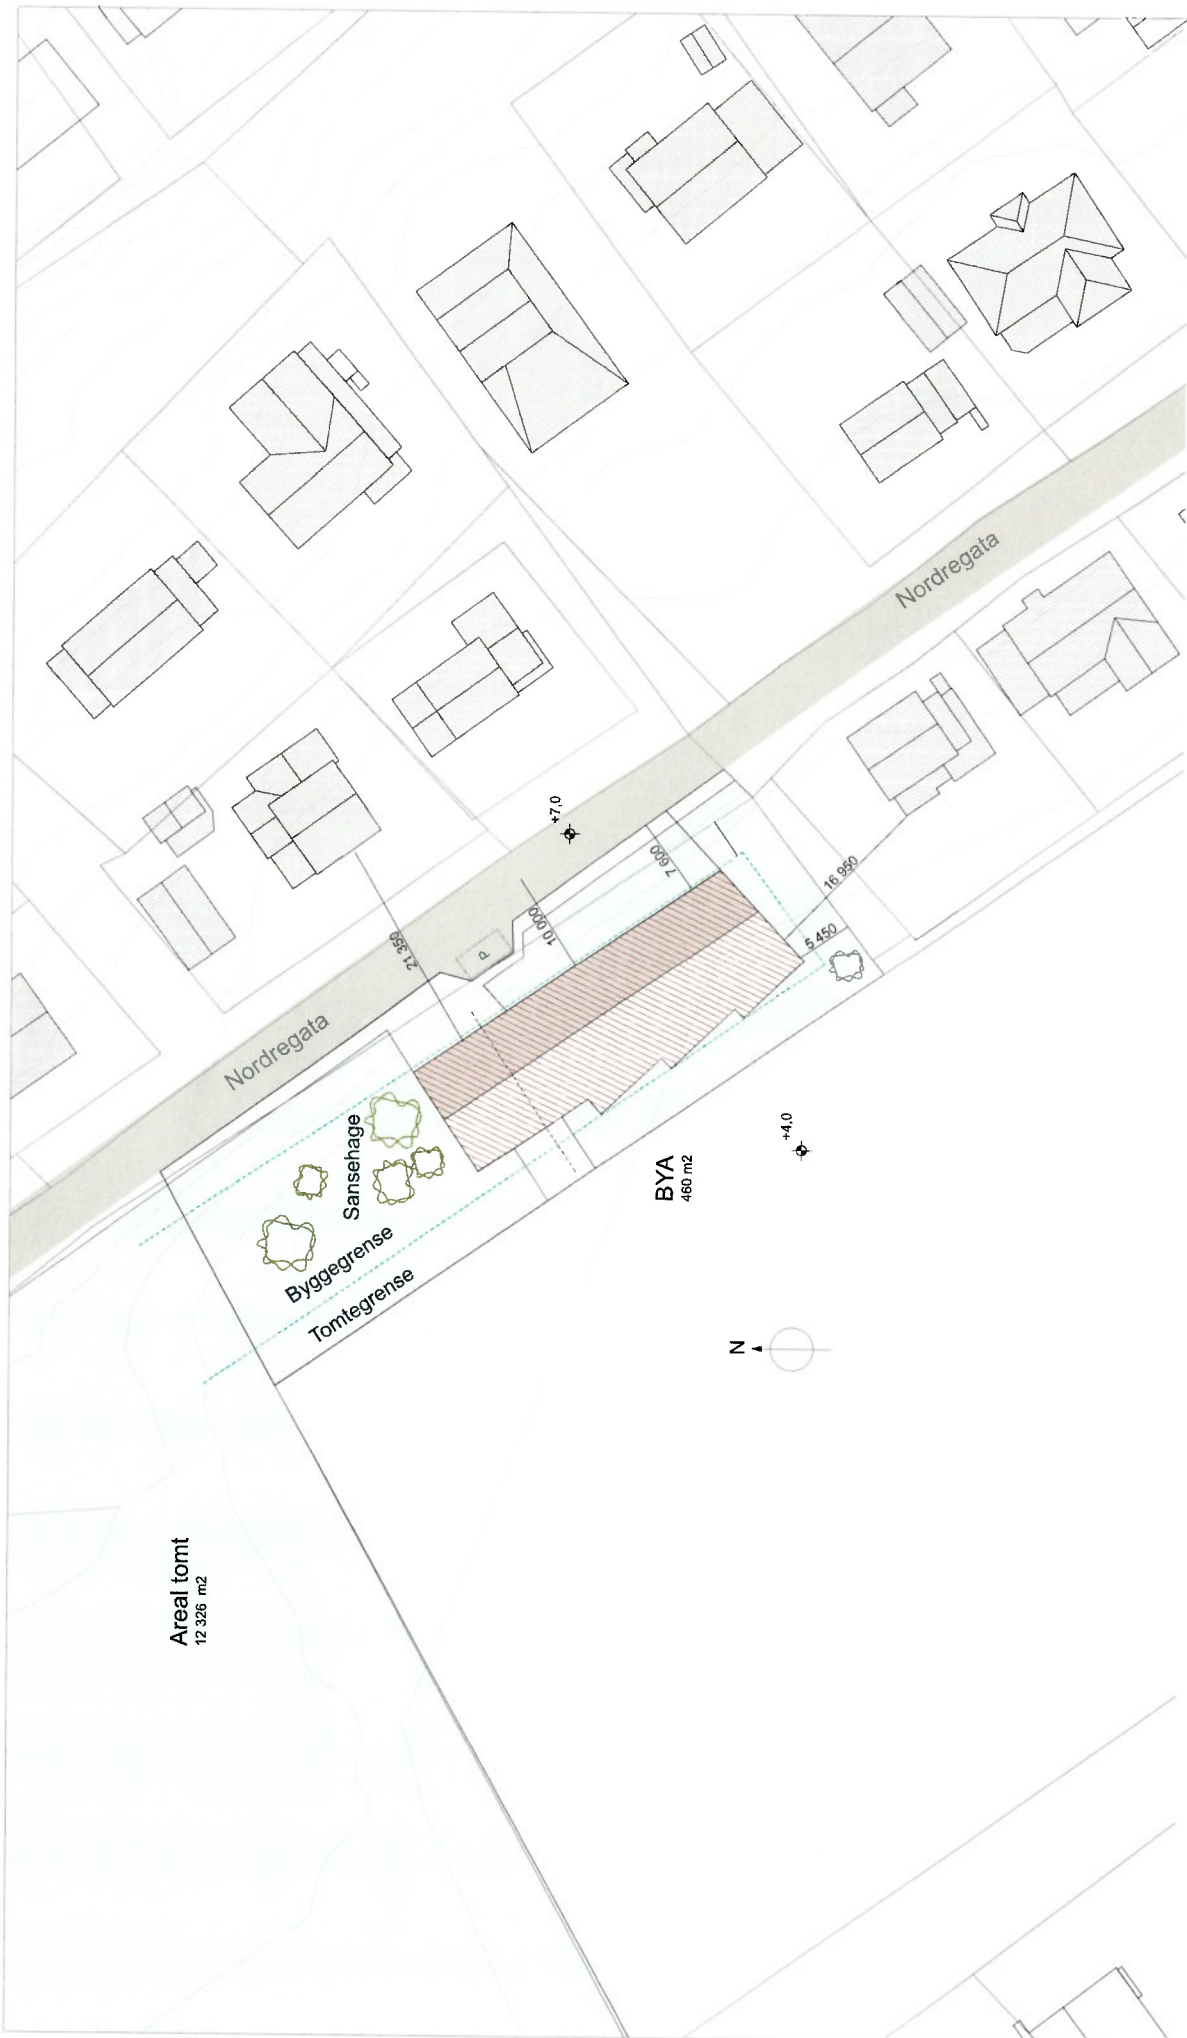 Nordregata
Nordregata
+7,0
7 600
16 950
10 000
21 350
P
5 450
Sansehage
+4,0
BYA
460 m2
Byggegrense
Tomtegrense
N
Areal tomt
12 326 m2